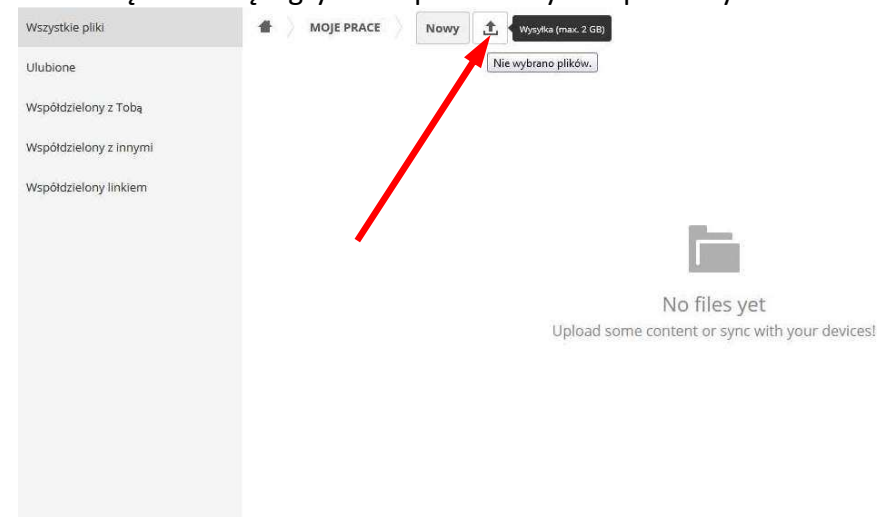 Wszystkie pliki
MOJE PRACE
Nowy
Wysyłka (max. 2 GB)
Nie wybrano plików.
Ulubione
Współdzielony z Tobą
Współdzielony z innymi
Współdzielony linkiem
No files yet
Upload some content or sync with your devices!